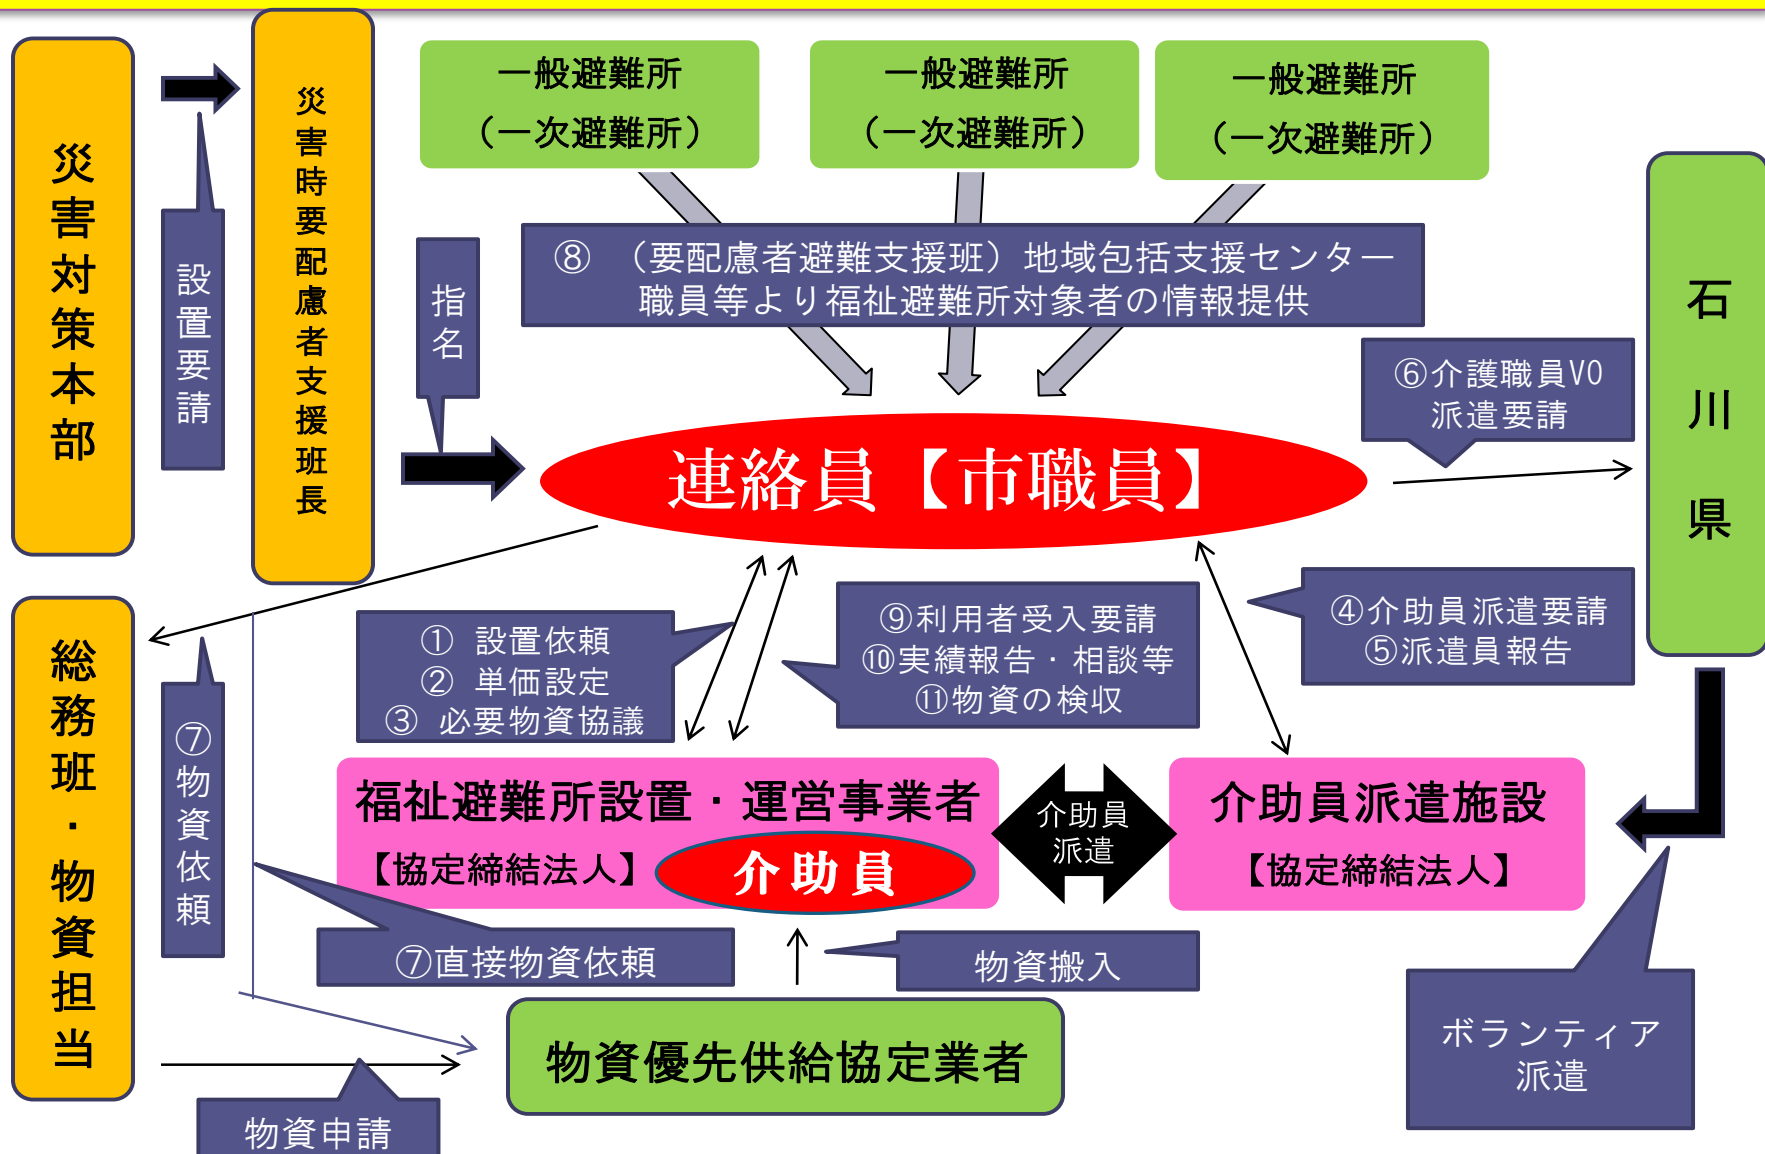 災害対策本部
設置要請
災害時要配慮者支援班長
指名
一般避難所
（一次避難所）
一般避難所
（一次避難所）
一般避難所
（一次避難所）
⑧　（要配慮者避難支援班）地域包括支援センター
職員等より福祉避難所対象者の情報提供
連絡員【市職員】
⑥介護職員VO
派遣要請
石川県
総務班・物資担当
⑦物資依頼
① 設置依頼
② 単価設定
③ 必要物資協議
⑨利用者受入要請
⑩実績報告・相談等
⑪物資の検収
④介助員派遣要請
⑤派遣員報告
福祉避難所設置・運営事業者
【協定締結法人】
介助員
介助員
派遣
介助員派遣施設
【協定締結法人】
⑦直接物資依頼
物資搬入
ボランティア
派遣
物資優先供給協定業者
物資申請